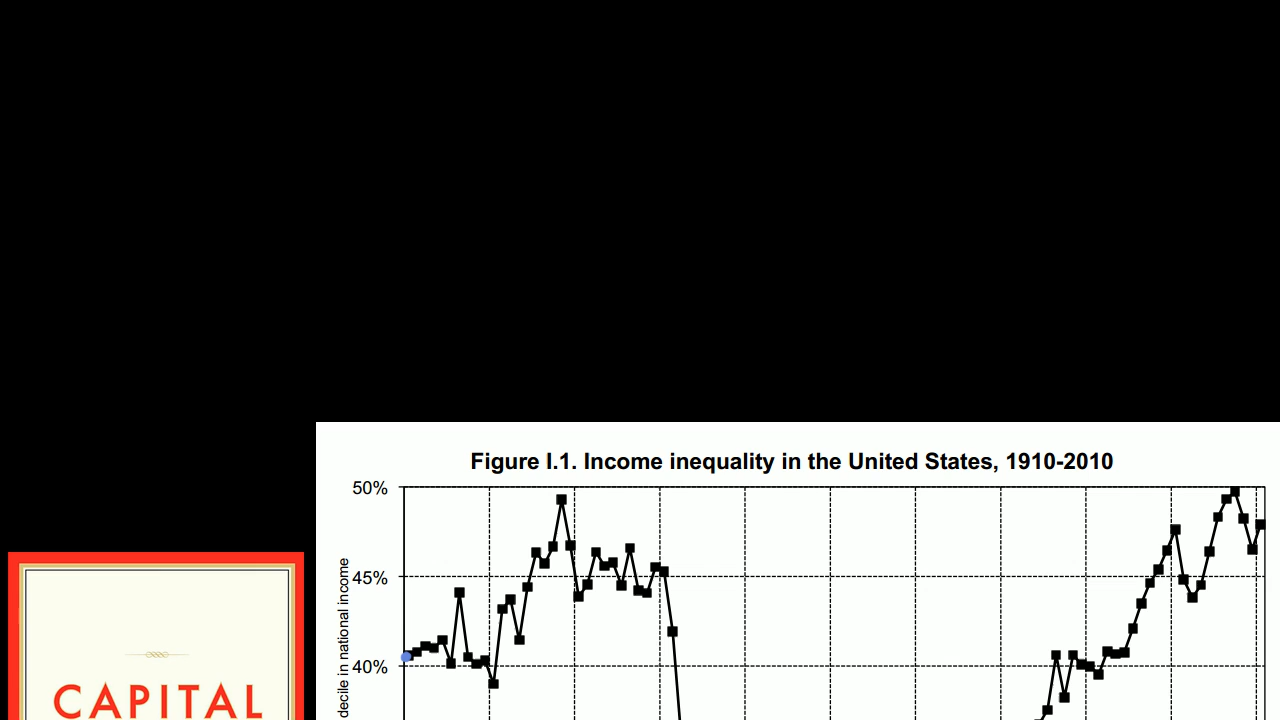 Figure I.1. Income inequality in the United States, 1910-2010
50%
45%
40%
decile in national income
CAPITAL